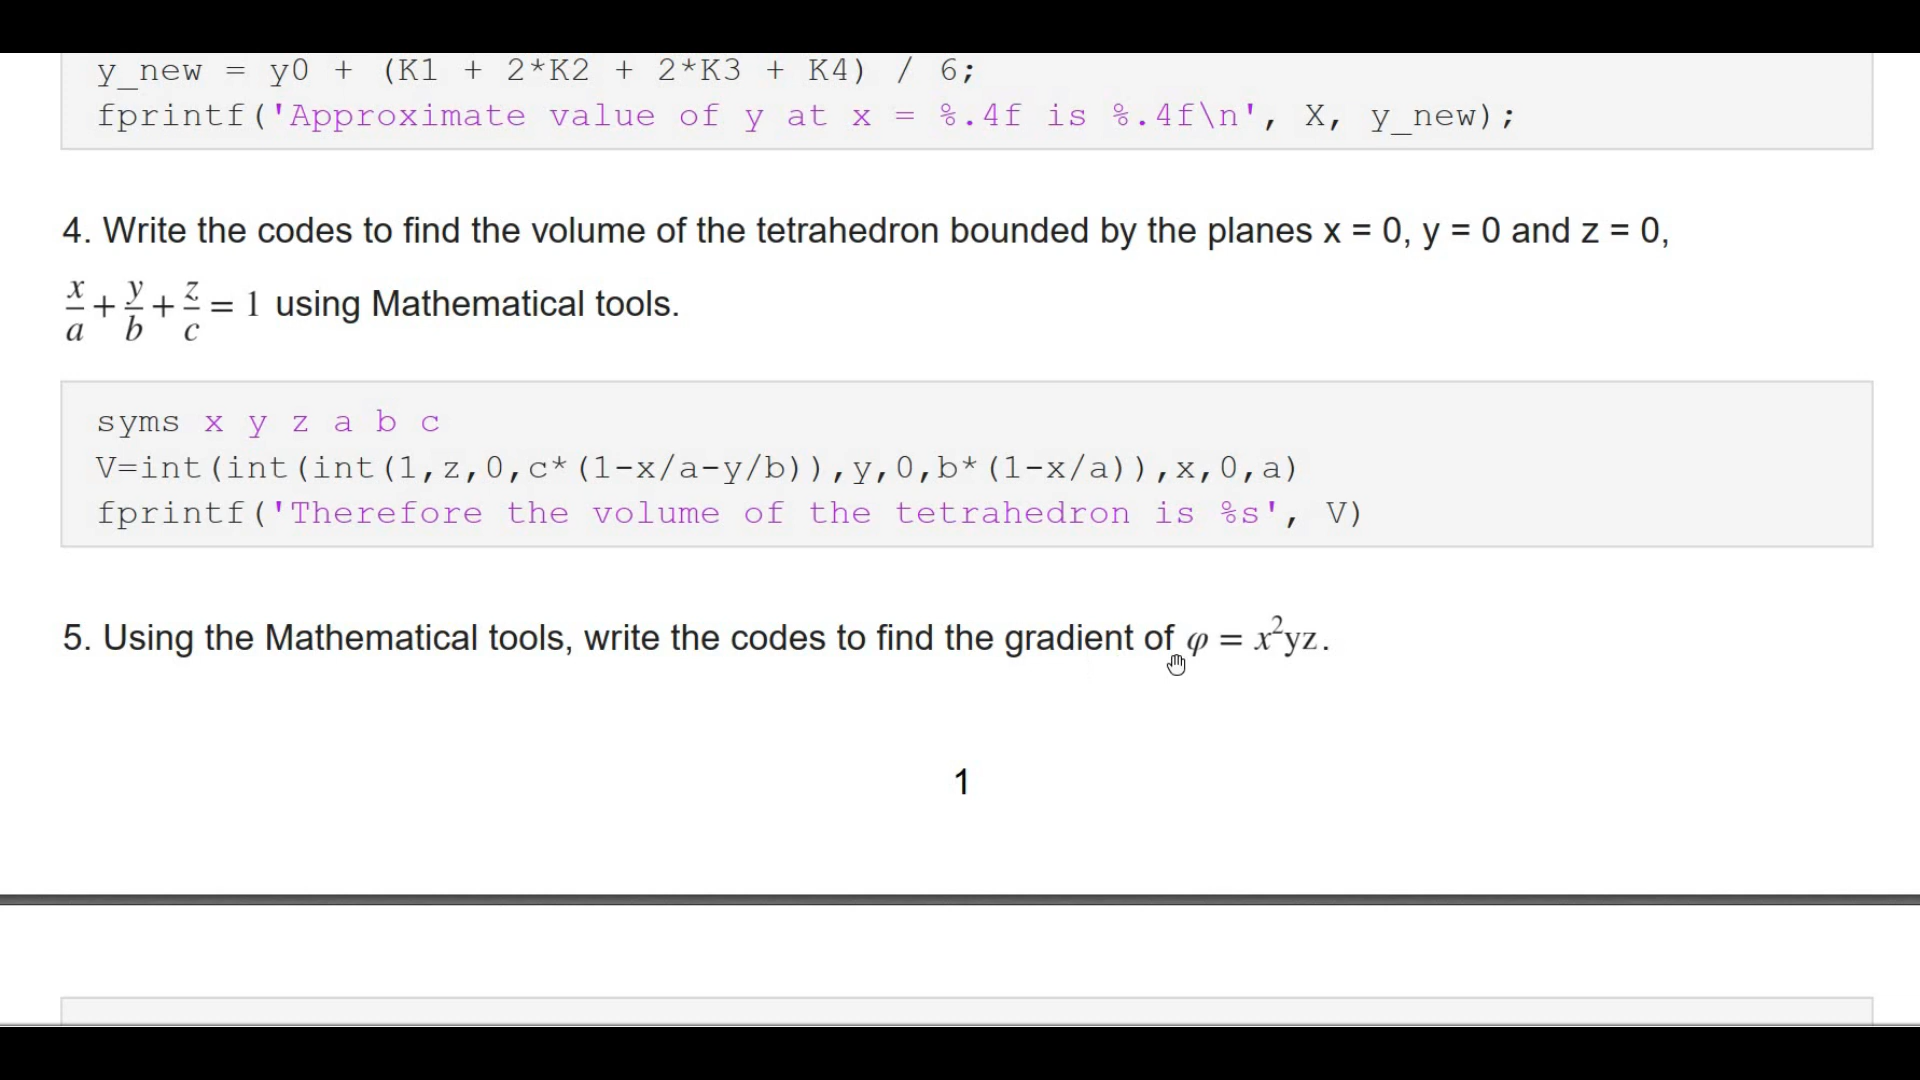 y_new = y0 + (K1 + 2*K2 + 2*K3 + K4) / 6;
fprintf('Approximate value of y at x = %.4f is %.4f\n', X, y_new);
4. Write the codes to find the volume of the tetrahedron bounded by the planes x = 0, y = 0 and z = 0,
x/a + y/b + z/c = 1 using Mathematical tools.
syms x y z a b c
V=int(int(int(1,z,0,c*(1-x/a-y/b)),y,0,b*(1-x/a)),x,0,a)
fprintf('Therefore the volume of the tetrahedron is %s', V)
5. Using the Mathematical tools, write the codes to find the gradient of φ = x²yz.
1